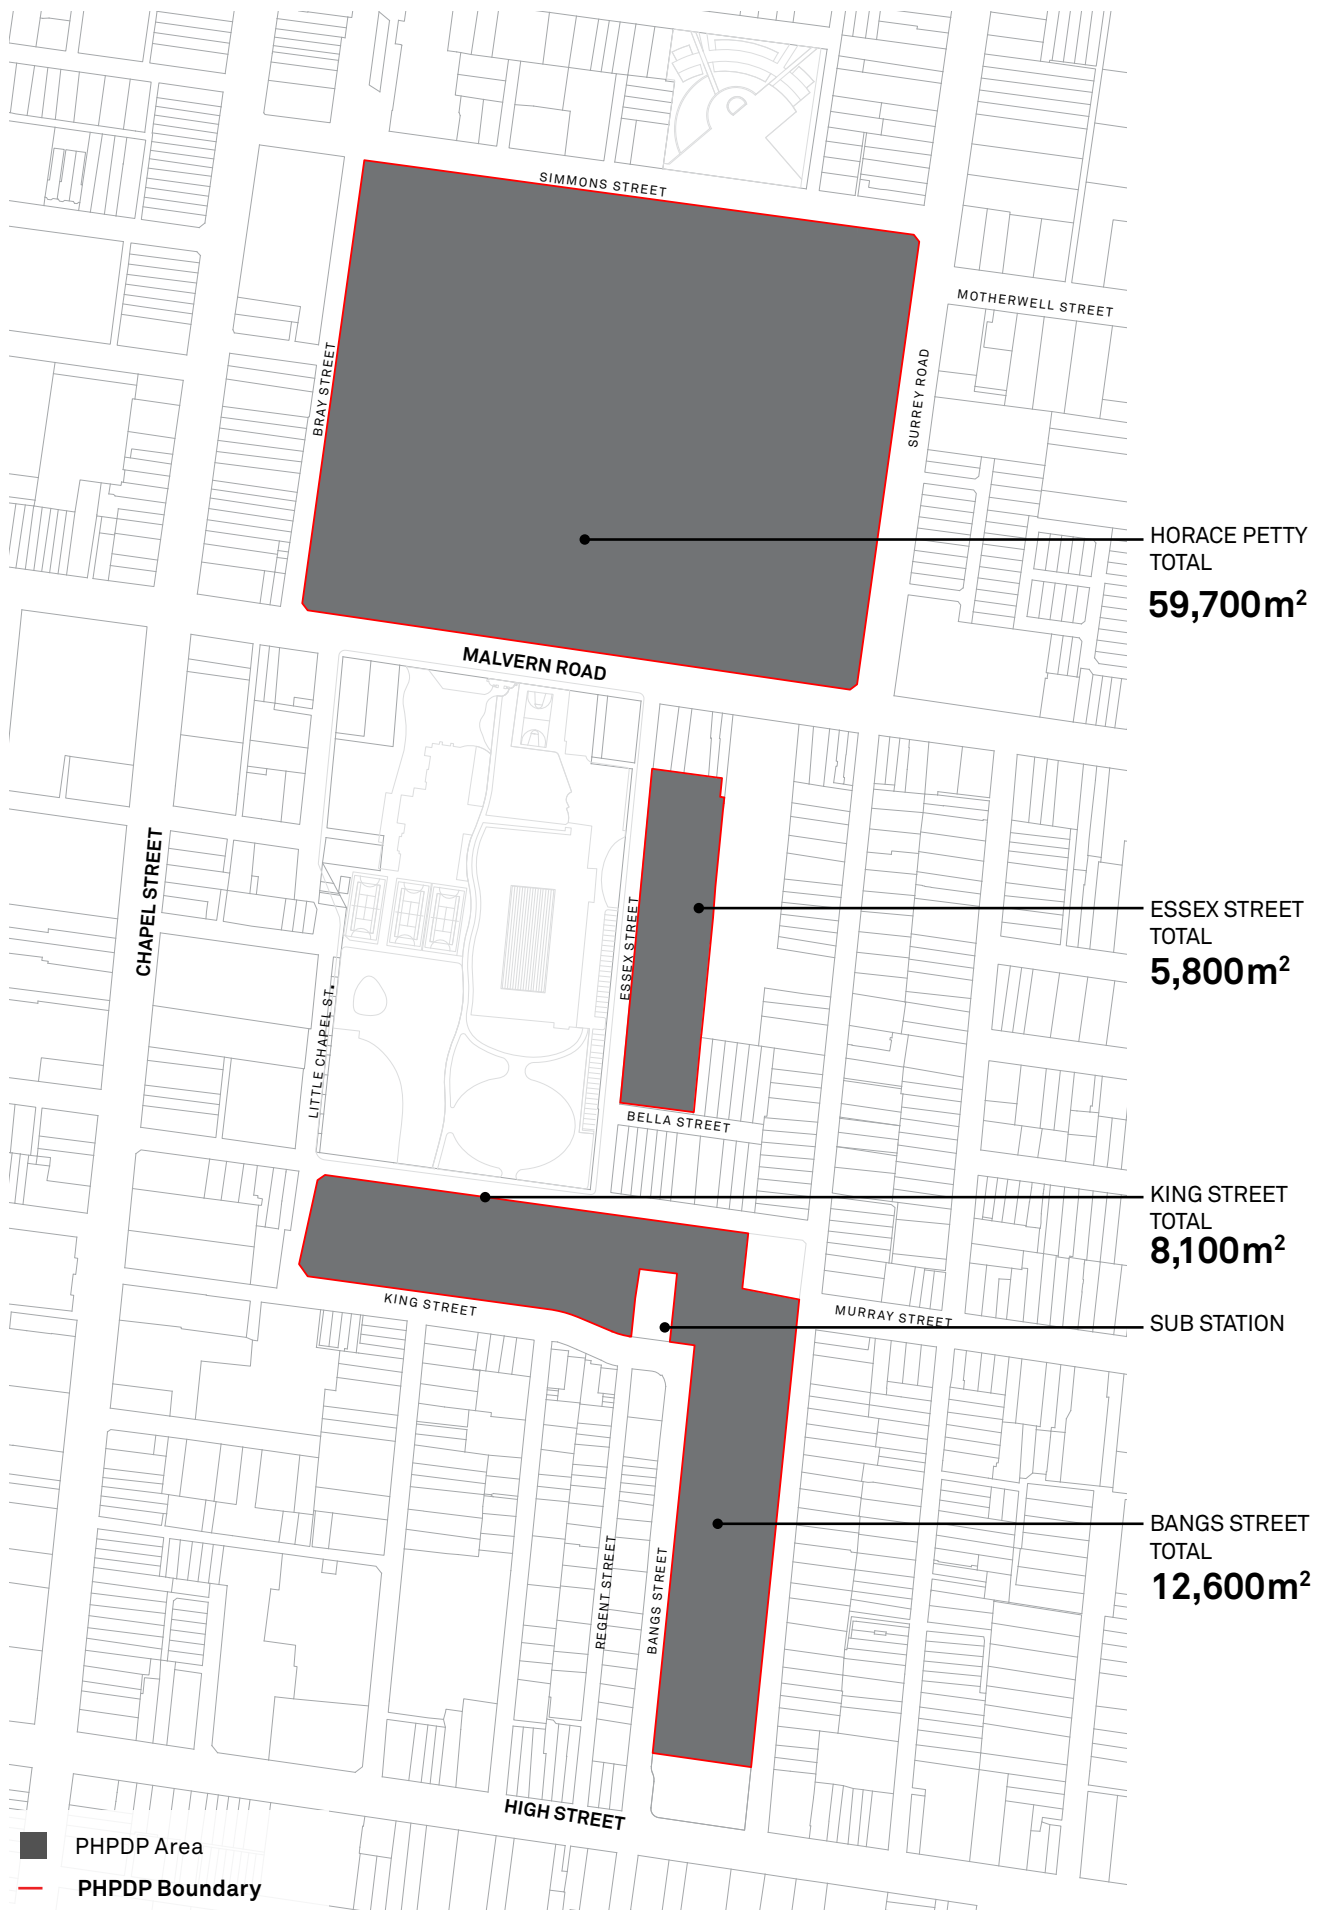 SIMMONS STREET
MOTHERWELL STREET
BRAY STREET
SURREY ROAD
HORACE PETTY
TOTAL
59,700m²
MALVERN ROAD
CHAPEL STREET
ESSEX STREET
ESSEX STREET
TOTAL
5,800m²
LITTLE CHAPEL ST.
BELLA STREET
KING STREET
TOTAL
8,100m²
KING STREET
MURRAY STREET
SUB STATION
REGENT STREET
BANGS STREET
BANGS STREET
TOTAL
12,600m²
HIGH STREET
PHPDP Area
PHPDP Boundary